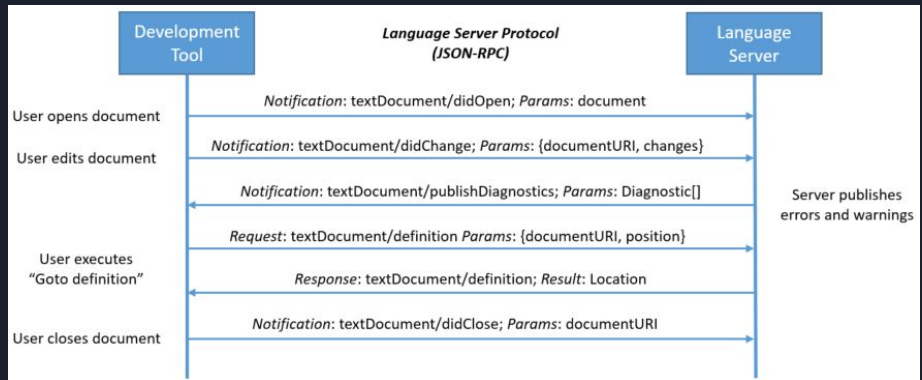 Development
Tool
Language Server Protocol
(JSON-RPC)
Language
Server
Notification: textDocument/didOpen; Params: document
User opens document
Notification: textDocument/didChange; Params: {documentURI, changes}
User edits document
Notification: textDocument/publishDiagnostics; Params: Diagnostic[]
Server publishes
errors and warnings
Request: textDocument/definition Params: {documentURI, position}
User executes
“Goto definition”
Response: textDocument/definition; Result: Location
Notification: textDocument/didClose; Params: documentURI
User closes document